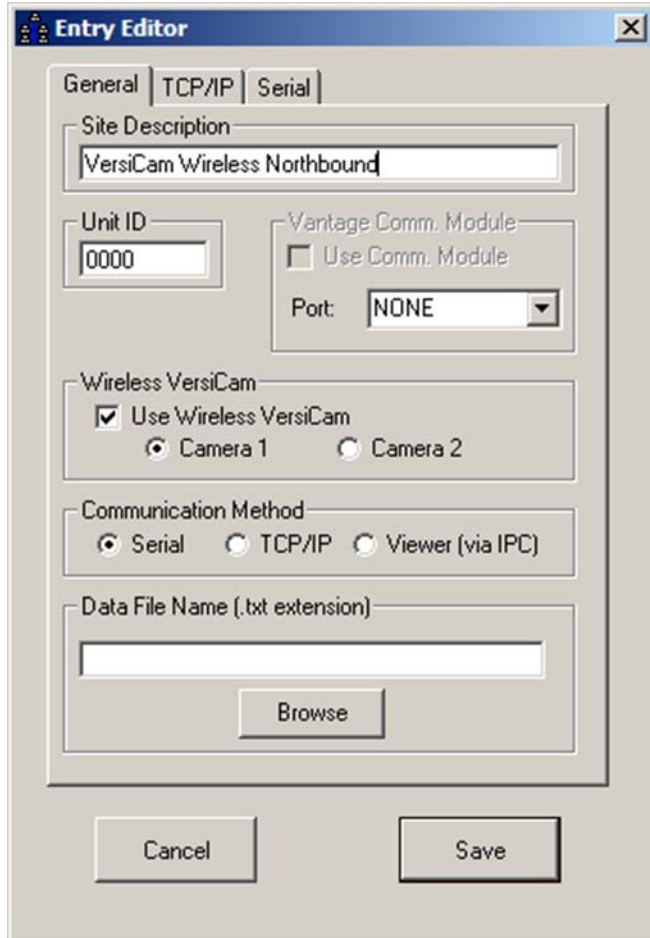 Entry Editor
General TCP/IP Serial
Site Description
VersiCam Wireless Northbound
Unit ID
0000
Vantage Comm. Module
Use Comm. Module
Port: NONE
Wireless VersiCam
Use Wireless VersiCam
Camera 1 Camera 2
Communication Method
Serial TCP/IP Viewer (via IPC)
Data File Name (.txt extension)
Browse
Cancel Save